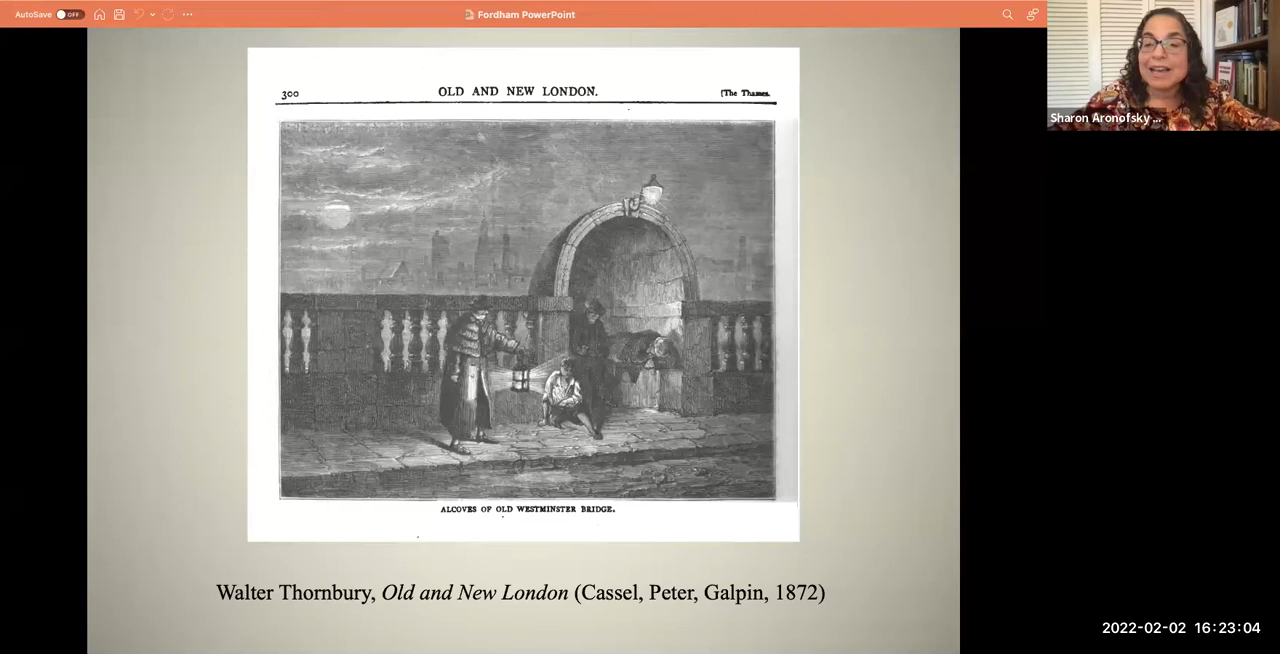 AutoSave OFF
Fordham PowerPoint
Sharon Aronofsky ...
300 OLD AND NEW LONDON. [The Thames.
ALCOVES OF OLD WESTMINSTER BRIDGE.
Walter Thornbury, Old and New London (Cassel, Peter, Galpin, 1872)
2022-02-02 16:23:04